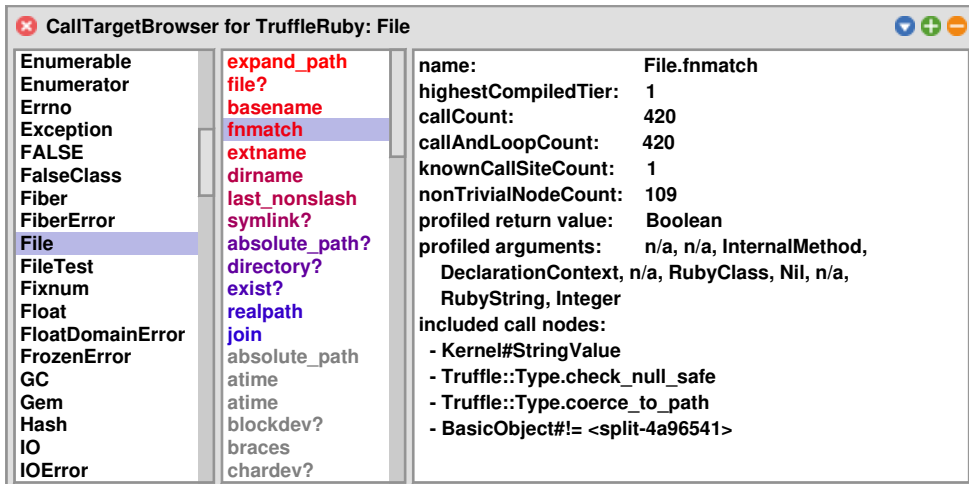 CallTargetBrowser for TruffleRuby: File
Enumerable
Enumerator
Errno
Exception
FALSE
FalseClass
Fiber
FiberError
File
FileTest
Fixnum
Float
FloatDomainError
FrozenError
GC
Gem
Hash
IO
IOError
expand_path
file?
basename
fnmatch
extname
dirname
last_nonslash
symlink?
absolute_path?
directory?
exist?
realpath
join
absolute_path
atime
atime
blockdev?
braces
chardev?
name: File.fnmatch
highestCompiledTier: 1
callCount: 420
callAndLoopCount: 420
knownCallSiteCount: 1
nonTrivialNodeCount: 109
profiled return value: Boolean
profiled arguments: n/a, n/a, InternalMethod,
DeclarationContext, n/a, RubyClass, Nil, n/a,
RubyString, Integer
included call nodes:
- Kernel#StringValue
- Truffle::Type.check_null_safe
- Truffle::Type.coerce_to_path
- BasicObject#!= <split-4a96541>